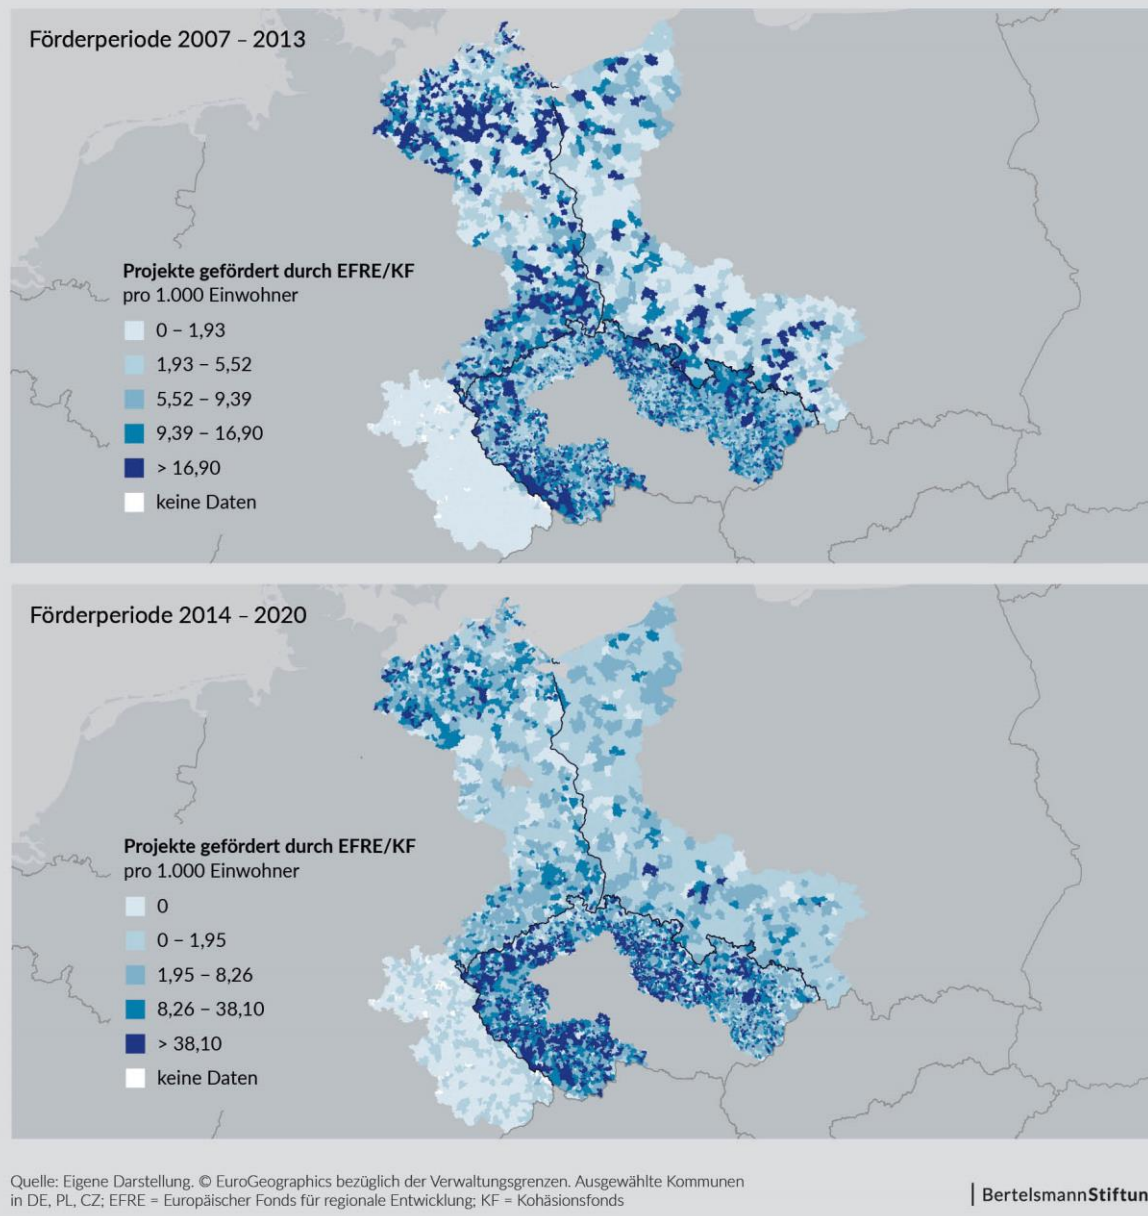 Förderperiode 2007 – 2013
Projekte gefördert durch EFRE/KF
pro 1.000 Einwohner
0 – 1,93
1,93 – 5,52
5,52 – 9,39
9,39 – 16,90
> 16,90
keine Daten
Förderperiode 2014 – 2020
Projekte gefördert durch EFRE/KF
pro 1.000 Einwohner
0
0 – 1,95
1,95 – 8,26
8,26 – 38,10
> 38,10
keine Daten
Quelle: Eigene Darstellung. © EuroGeographics bezüglich der Verwaltungsgrenzen. Ausgewählte Kommunen
in DE, PL, CZ; EFRE = Europäischer Fonds für regionale Entwicklung; KF = Kohäsionsfonds
BertelsmannStiftun